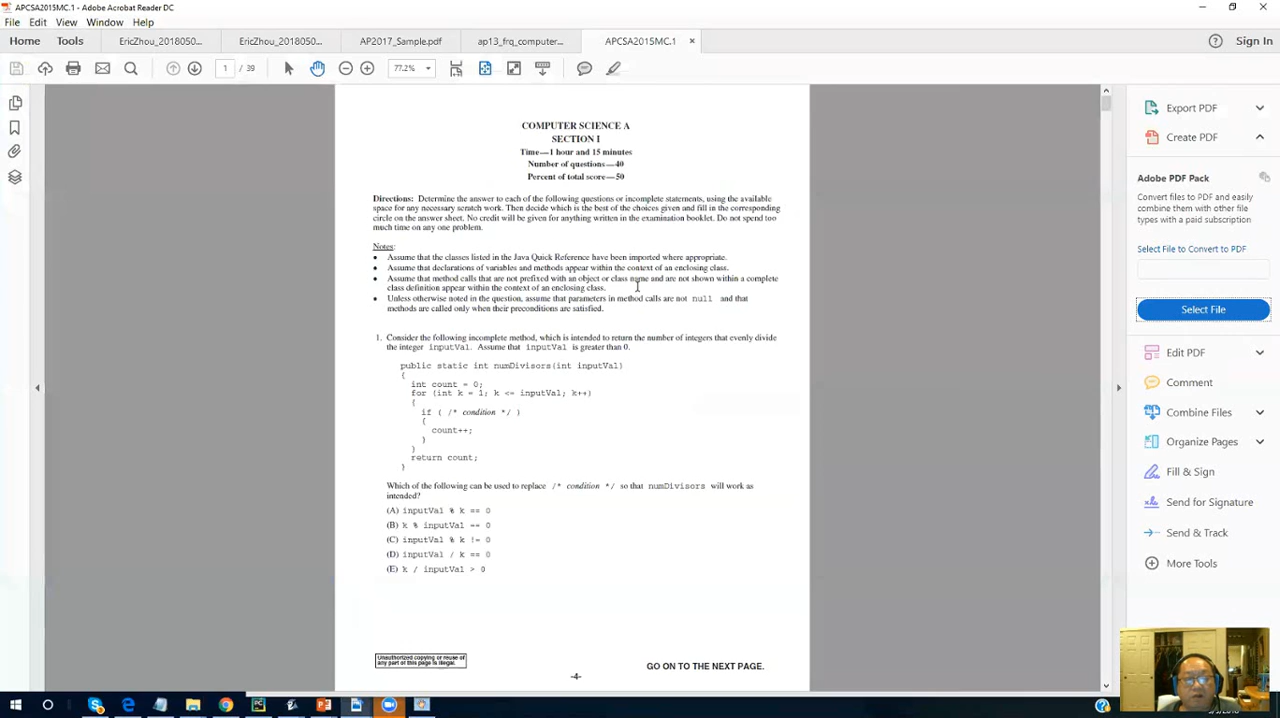 APCSA2015MC.1 - Adobe Acrobat Reader DC
File Edit View Window Help
Home Tools EricZhou_2018050... EricZhou_2018050... AP2017_Sample.pdf ap13_frq_computer... APCSA2015MC.1 × Sign In
1 / 39 77.2%
COMPUTER SCIENCE A
SECTION I
Time—1 hour and 15 minutes
Number of questions—40
Percent of total score—50
Directions: Determine the answer to each of the following questions or incomplete statements, using the available
space for any necessary scratch work. Then decide which is the best of the choices given and fill in the corresponding
circle on the answer sheet. No credit will be given for anything written in the examination booklet. Do not spend too
much time on any one problem.
Notes:
• Assume that the classes listed in the Java Quick Reference have been imported where appropriate.
• Assume that declarations of variables and methods appear within the context of an enclosing class.
• Assume that method calls that are not prefixed with an object or class name and are not shown within a complete
class definition appear within the context of an enclosing class.
• Unless otherwise noted in the question, assume that parameters in method calls are not null and that
methods are called only when their preconditions are satisfied.
1. Consider the following incomplete method, which is intended to return the number of integers that evenly divide
the integer inputVal. Assume that inputVal is greater than 0.
public static int numDivisors(int inputVal)
{
int count = 0;
for (int k = 1; k <= inputVal; k++)
{
if ( /* condition */ )
{
count++;
}
}
return count;
}
Which of the following can be used to replace /* condition */ so that numDivisors will work as
intended?
(A) inputVal % k == 0
(B) k % inputVal == 0
(C) inputVal % k != 0
(D) inputVal / k == 0
(E) k / inputVal > 0
Unauthorized copying or reuse of
any part of this page is illegal.
GO ON TO THE NEXT PAGE.
-4-
Export PDF
Create PDF
Adobe PDF Pack
Convert files to PDF and easily
combine them with other file
types with a paid subscription
Select File to Convert to PDF
Select File
Edit PDF
Comment
Combine Files
Organize Pages
Fill & Sign
Send for Signature
Send & Track
More Tools